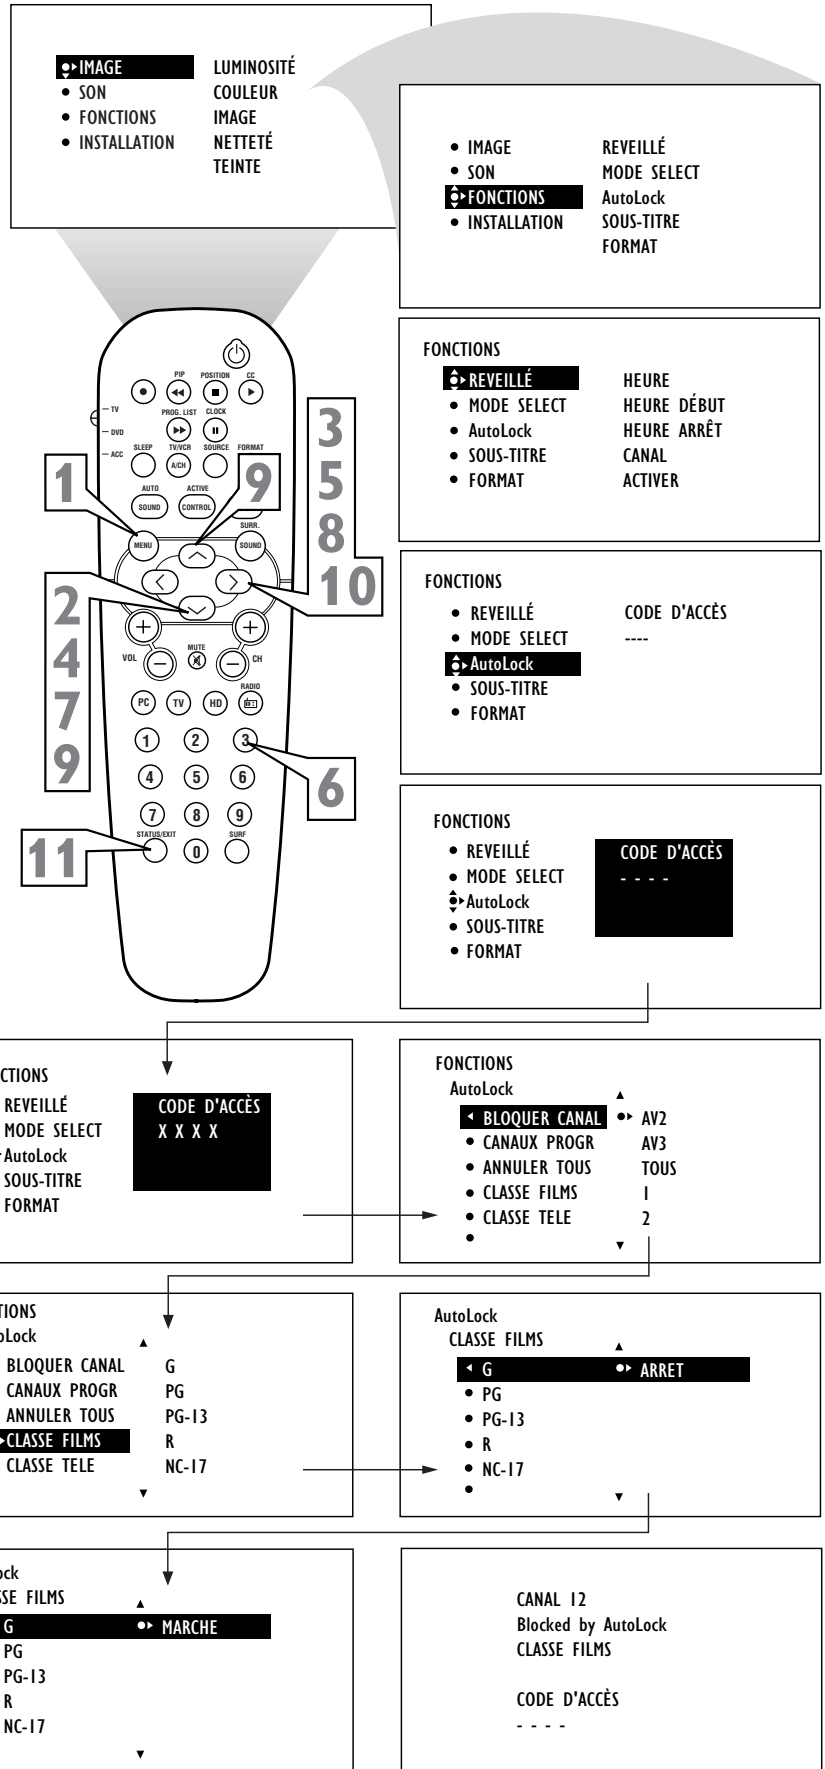 IMAGE LUMINOSITÉ
SON COULEUR
FONCTIONS IMAGE
INSTALLATION NETTETÉ
TEINTE
IMAGE REVEILLÉ
SON MODE SELECT
FONCTIONS AutoLock
INSTALLATION SOUS-TITRE
FORMAT
FONCTIONS
REVEILLÉ HEURE
MODE SELECT HEURE DÉBUT
AutoLock HEURE ARRÊT
SOUS-TITRE CANAL
FORMAT ACTIVER
FONCTIONS
REVEILLÉ CODE D'ACCÈS
MODE SELECT ----
AutoLock
SOUS-TITRE
FORMAT
FONCTIONS
REVEILLÉ CODE D'ACCÈS
MODE SELECT - - - -
AutoLock
SOUS-TITRE
FORMAT
PIP POSITION CC
TV
DVD
ACC
PROG. LIST CLOCK
SLEEP TV/VCR SOURCE FORMAT
A/CH
AUTO ACTIVE
SOUND CONTROL
SURR.
MENU SOUND
VOL MUTE CH
RADIO
PC TV HD
1 2 3
4 5 6
7 8 9
STATUS/EXIT 0 SURF
1
9
3
5
8
10
2
4
7
9
6
11
CTIONS
REVEILLÉ CODE D'ACCÈS
MODE SELECT X X X X
AutoLock
SOUS-TITRE
FORMAT
FONCTIONS
AutoLock
BLOQUER CANAL AV2
CANAUX PROGR AV3
ANNULER TOUS TOUS
CLASSE FILMS 1
CLASSE TELE 2
TIONS
oLock
BLOQUER CANAL G
CANAUX PROGR PG
ANNULER TOUS PG-13
CLASSE FILMS R
CLASSE TELE NC-17
AutoLock
CLASSE FILMS
G ARRET
PG
PG-13
R
NC-17
ock
SSE FILMS
G MARCHE
PG
PG-13
R
NC-17
CANAL 12
Blocked by AutoLock
CLASSE FILMS
CODE D'ACCÈS
- - - -